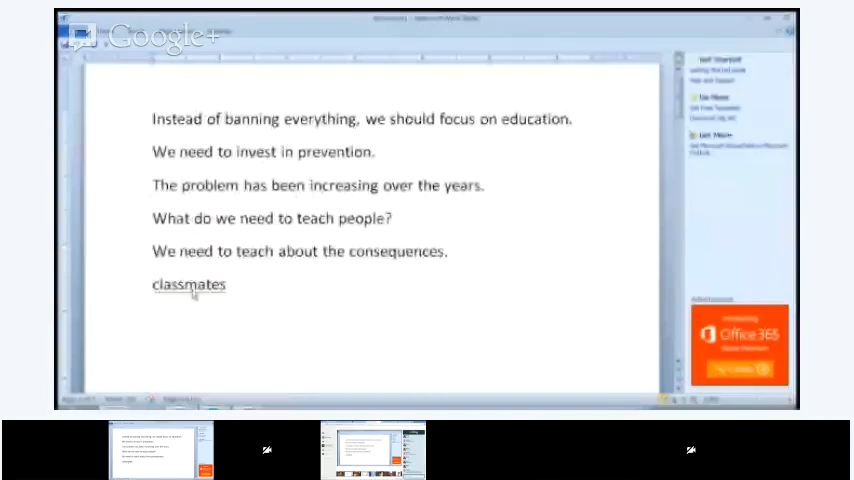 Google+
Instead of banning everything, we should focus on education.
We need to invest in prevention.
The problem has been increasing over the years.
What do we need to teach people?
We need to teach about the consequences.
classmates
Get Started
Office 365